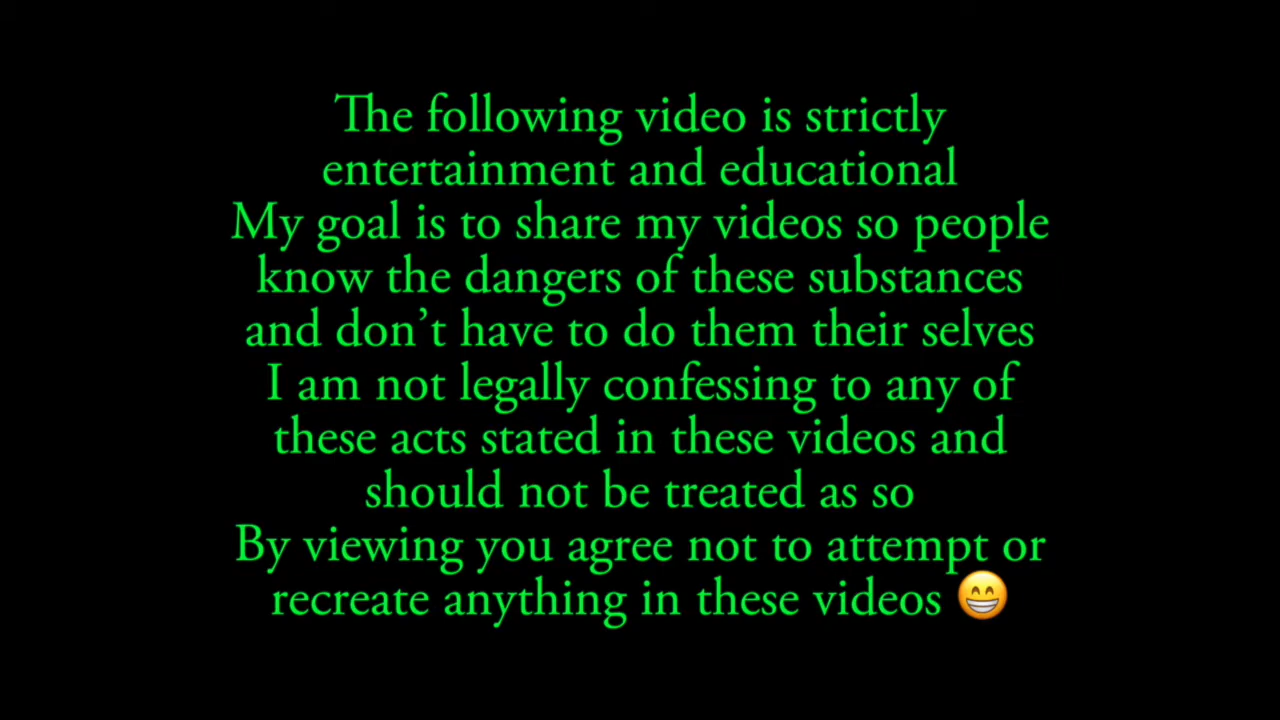 The following video is strictly
entertainment and educational
My goal is to share my videos so people
know the dangers of these substances
and don’t have to do them their selves
I am not legally confessing to any of
these acts stated in these videos and
should not be treated as so
By viewing you agree not to attempt or
recreate anything in these videos 😁